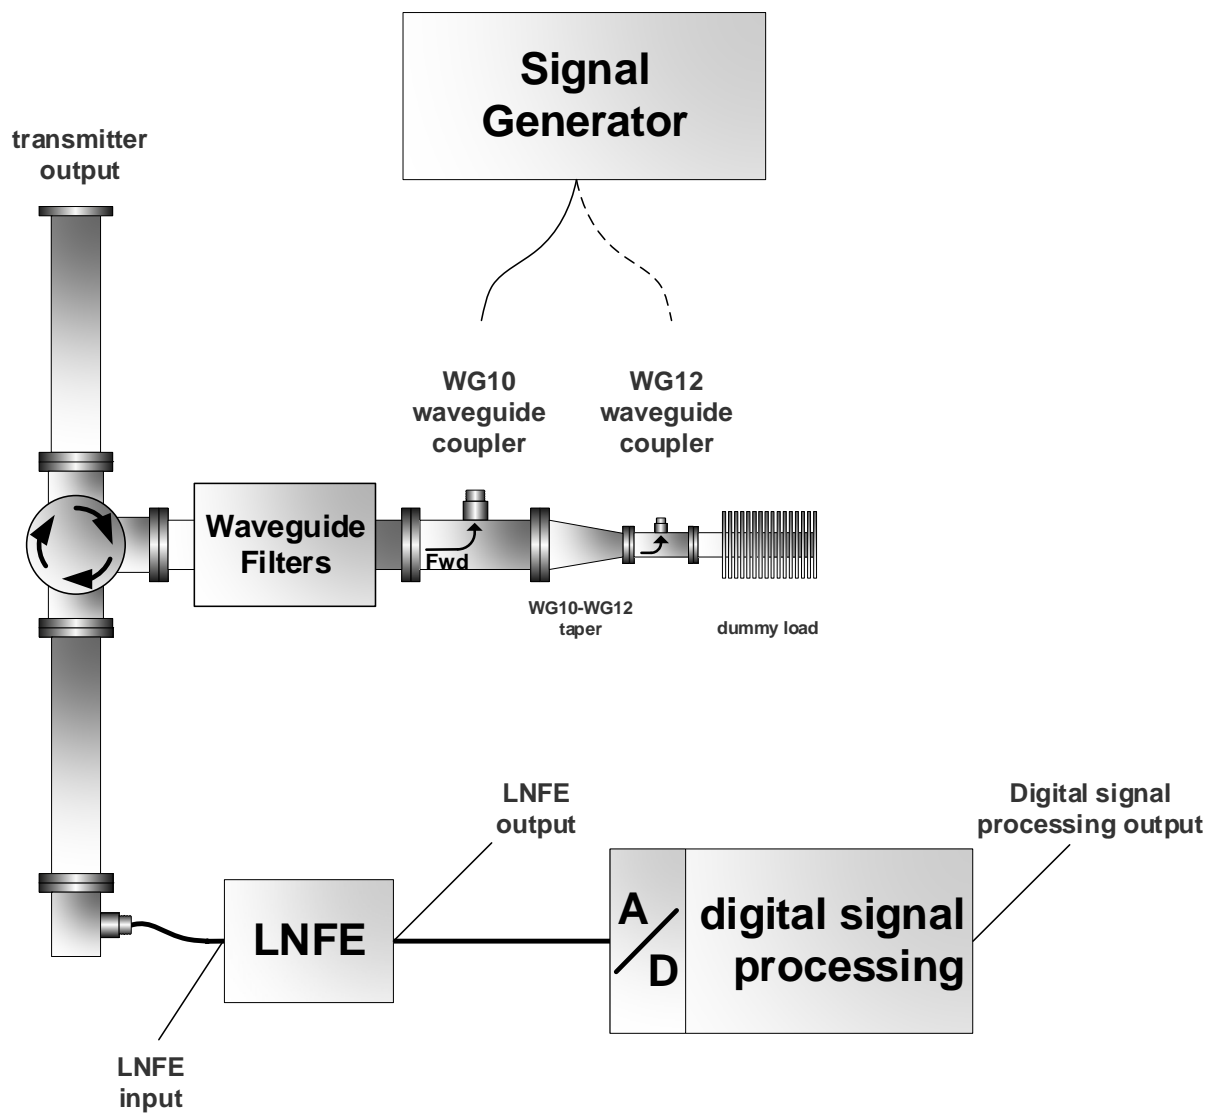 Signal
Generator
transmitter
output
WG10
waveguide
coupler
WG12
waveguide
coupler
Waveguide
Filters
Fwd
WG10-WG12
taper
dummy load
LNFE
output
Digital signal
processing output
LNFE
A
D
digital signal
processing
LNFE
input